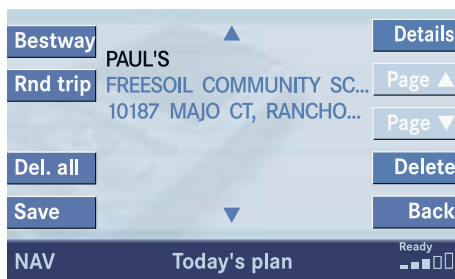 Bestway
Details
PAUL'S
Rnd trip
FREESOIL COMMUNITY SC...
Page
10187 MAJO CT, RANCHO...
Page
Del. all
Delete
Save
Back
NAV
Today's plan
Ready